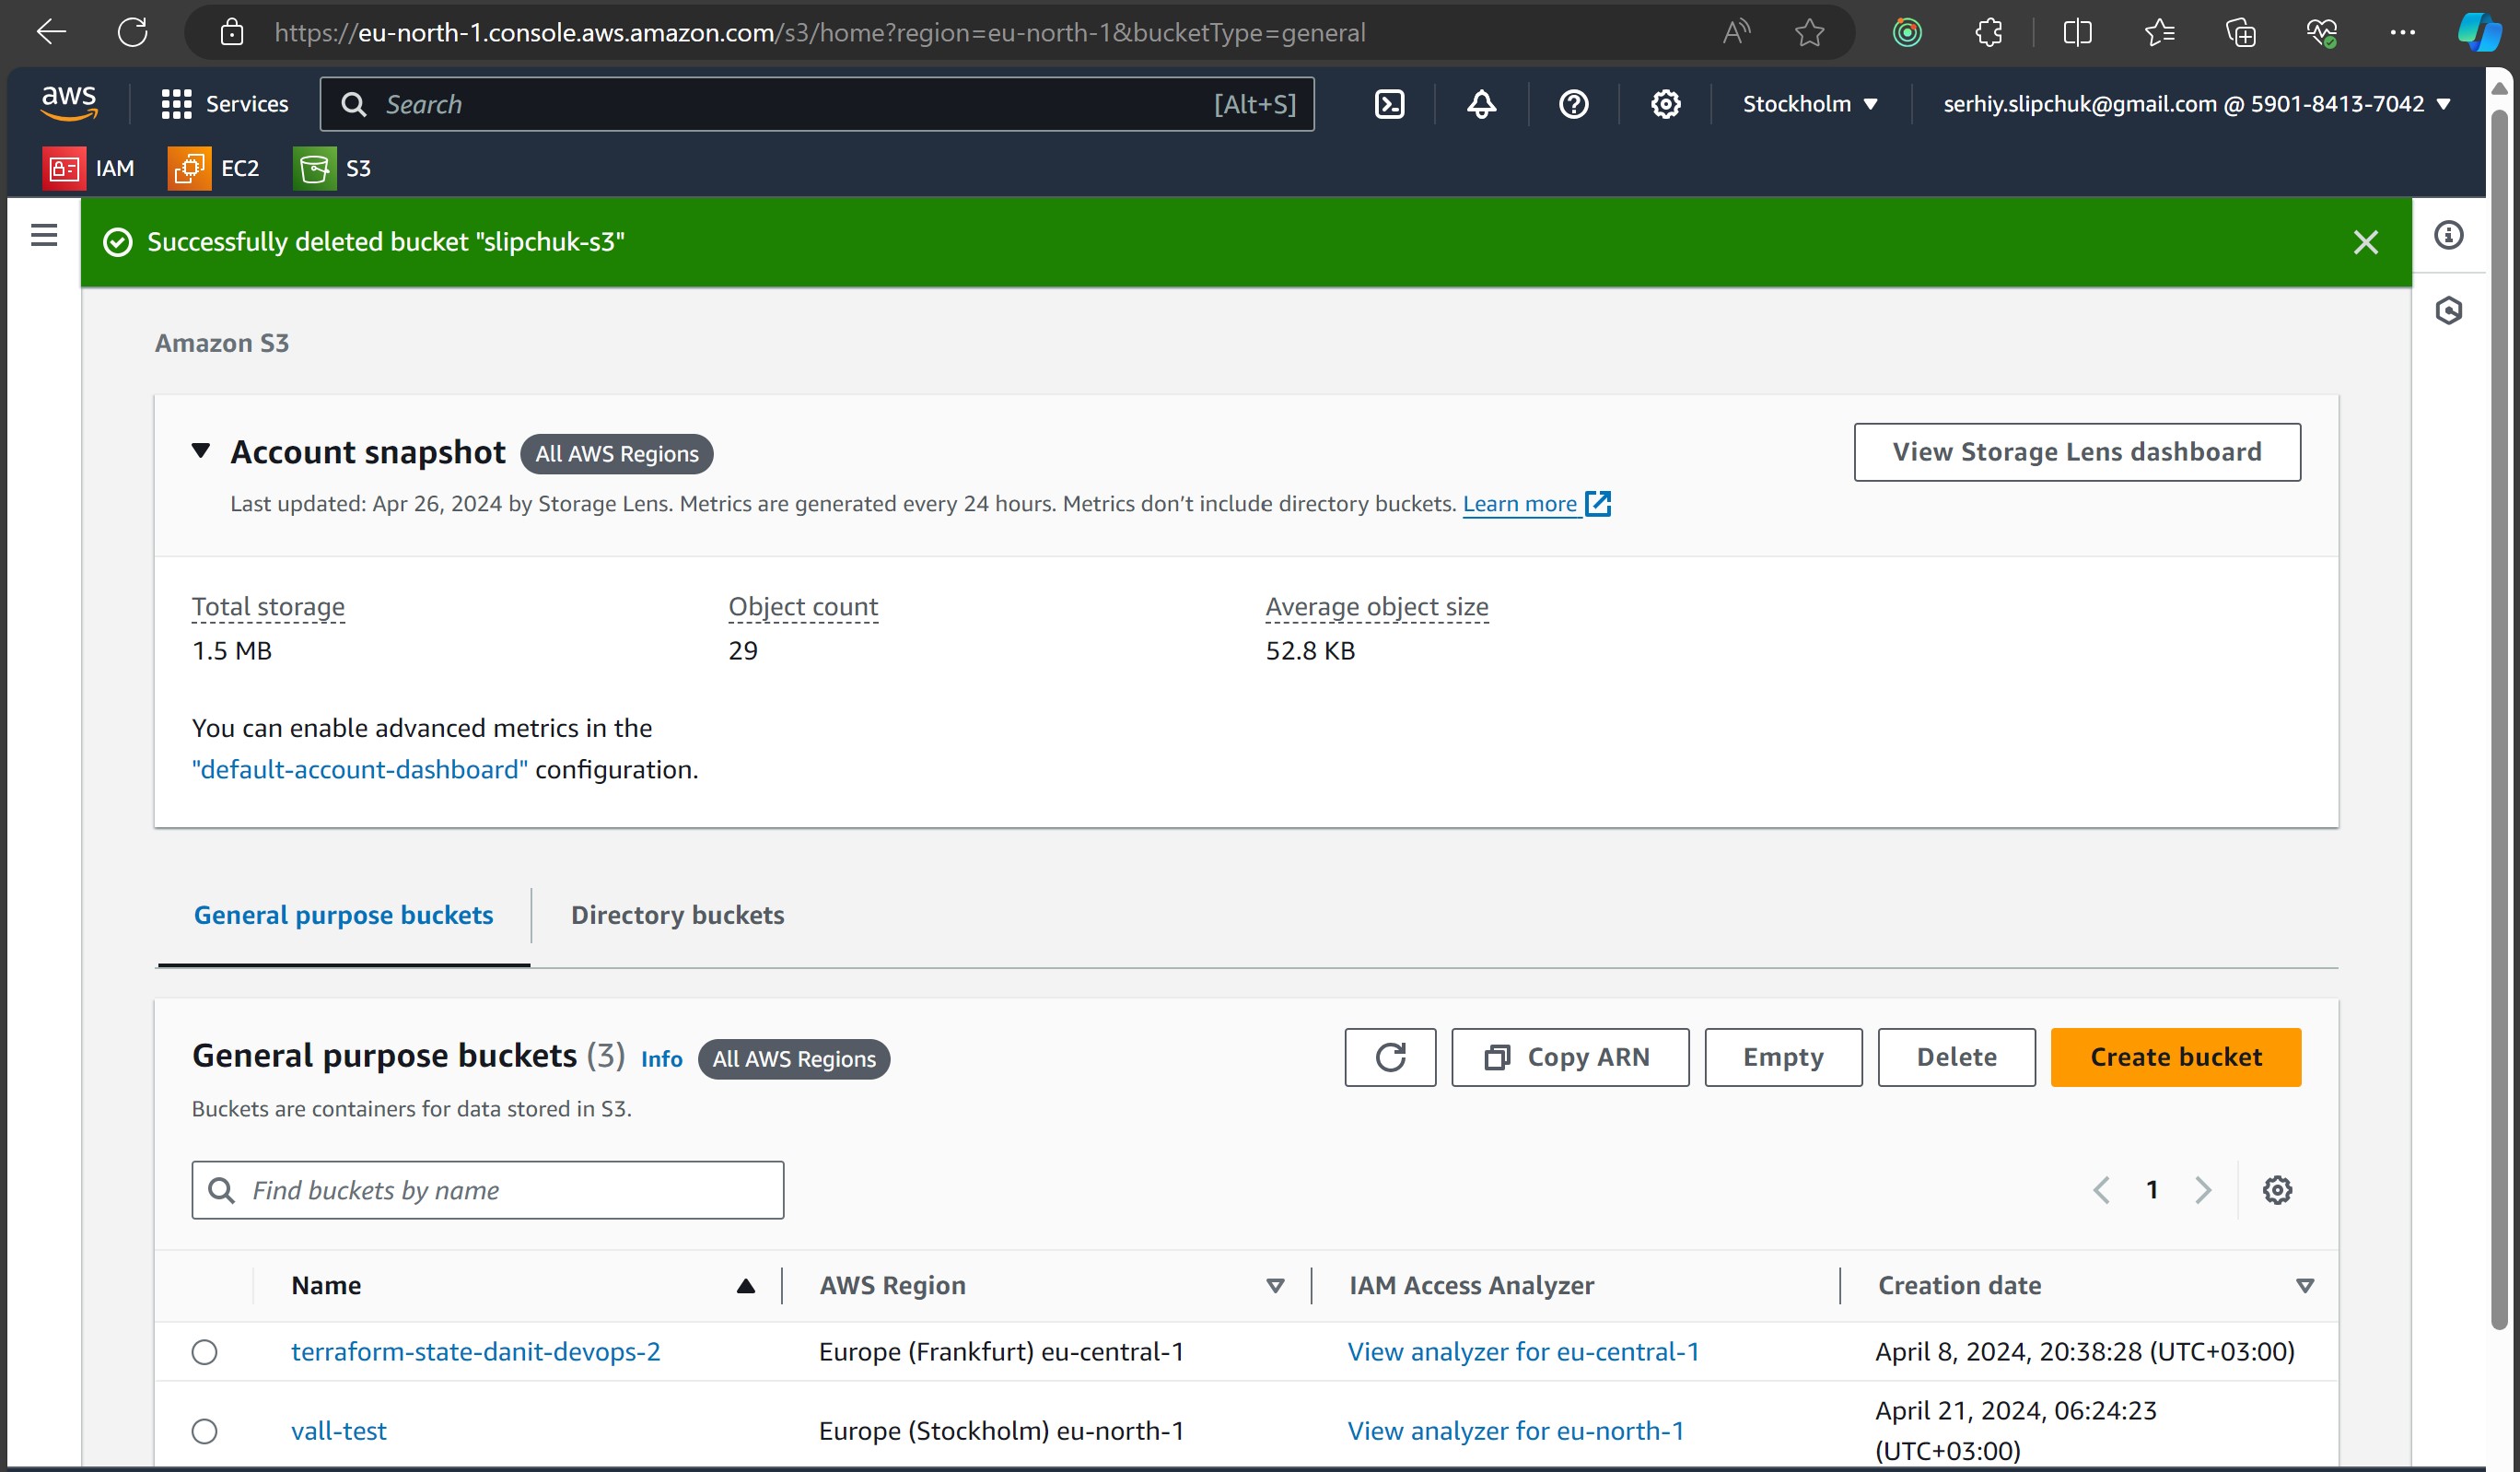 https://eu-north-1.console.aws.amazon.com/s3/home?region=eu-north-1&bucketType=general
aws Services Search [Alt+S] Stockholm serhiy.slipchuk@gmail.com @ 5901-8413-7042
IAM EC2 S3
Successfully deleted bucket "slipchuk-s3"
Amazon S3
Account snapshot All AWS Regions View Storage Lens dashboard
Last updated: Apr 26, 2024 by Storage Lens. Metrics are generated every 24 hours. Metrics don’t include directory buckets. Learn more
Total storage Object count Average object size
1.5 MB 29 52.8 KB
You can enable advanced metrics in the
"default-account-dashboard" configuration.
General purpose buckets Directory buckets
General purpose buckets (3) Info All AWS Regions Copy ARN Empty Delete Create bucket
Buckets are containers for data stored in S3.
Find buckets by name 1
Name AWS Region IAM Access Analyzer Creation date
terraform-state-danit-devops-2 Europe (Frankfurt) eu-central-1 View analyzer for eu-central-1 April 8, 2024, 20:38:28 (UTC+03:00)
vall-test Europe (Stockholm) eu-north-1 View analyzer for eu-north-1 April 21, 2024, 06:24:23
(UTC+03:00)